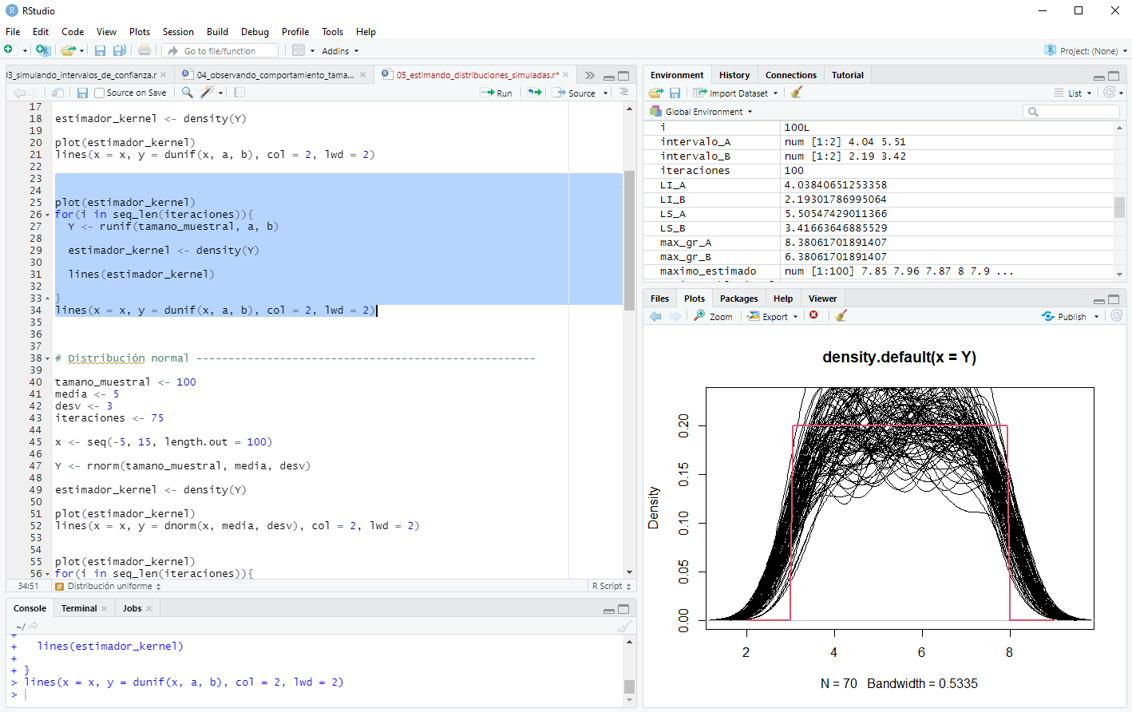 RStudio
File Edit Code View Plots Session Build Debug Profile Tools Help
Go to file/function Addins Project: (None)
03_simulando_intervalos_de_confianza.r 04_observando_comportamiento_tama... 05_estimando_distribuciones_simuladas.r*
Source on Save Run Source
17
18 estimador_kernel <- density(Y)
19
20 plot(estimador_kernel)
21 lines(x = x, y = dunif(x, a, b), col = 2, lwd = 2)
22
23
24
25 plot(estimador_kernel)
26 for(i in seq_len(iteraciones)){
27 Y <- runif(tamano_muestral, a, b)
28
29 estimador_kernel <- density(Y)
30
31 lines(estimador_kernel)
32
33 }
34 lines(x = x, y = dunif(x, a, b), col = 2, lwd = 2)
35
36
37
38 # Distribución normal ----------------------------------------------------
39
40 tamano_muestral <- 100
41 media <- 5
42 desv <- 3
43 iteraciones <- 75
44
45 x <- seq(-5, 15, length.out = 100)
46
47 Y <- rnorm(tamano_muestral, media, desv)
48
49 estimador_kernel <- density(Y)
50
51 plot(estimador_kernel)
52 lines(x = x, y = dnorm(x, media, desv), col = 2, lwd = 2)
53
54
55 plot(estimador_kernel)
56 for(i in seq_len(iteraciones)){
34:51 # Distribución uniforme R Script
Console Terminal Jobs
~/
+
+ lines(estimador_kernel)
+
+ }
> lines(x = x, y = dunif(x, a, b), col = 2, lwd = 2)
>
Environment History Connections Tutorial
Import Dataset List
Global Environment
i 100L
intervalo_A num [1:2] 4.04 5.51
intervalo_B num [1:2] 2.19 3.42
iteraciones 100
LI_A 4.03840651253358
LI_B 2.19301786995064
LS_A 5.50547429011366
LS_B 3.41663646885529
max_gr_A 8.38061701891407
max_gr_B 6.38061701891407
maximo_estimado num [1:100] 7.85 7.96 7.87 8 7.9 ...
Files Plots Packages Help Viewer
Zoom Export Publish
density.default(x = Y)
Density
0.20
0.15
0.10
0.05
0.00
2 4 6 8
N = 70 Bandwidth = 0.5335